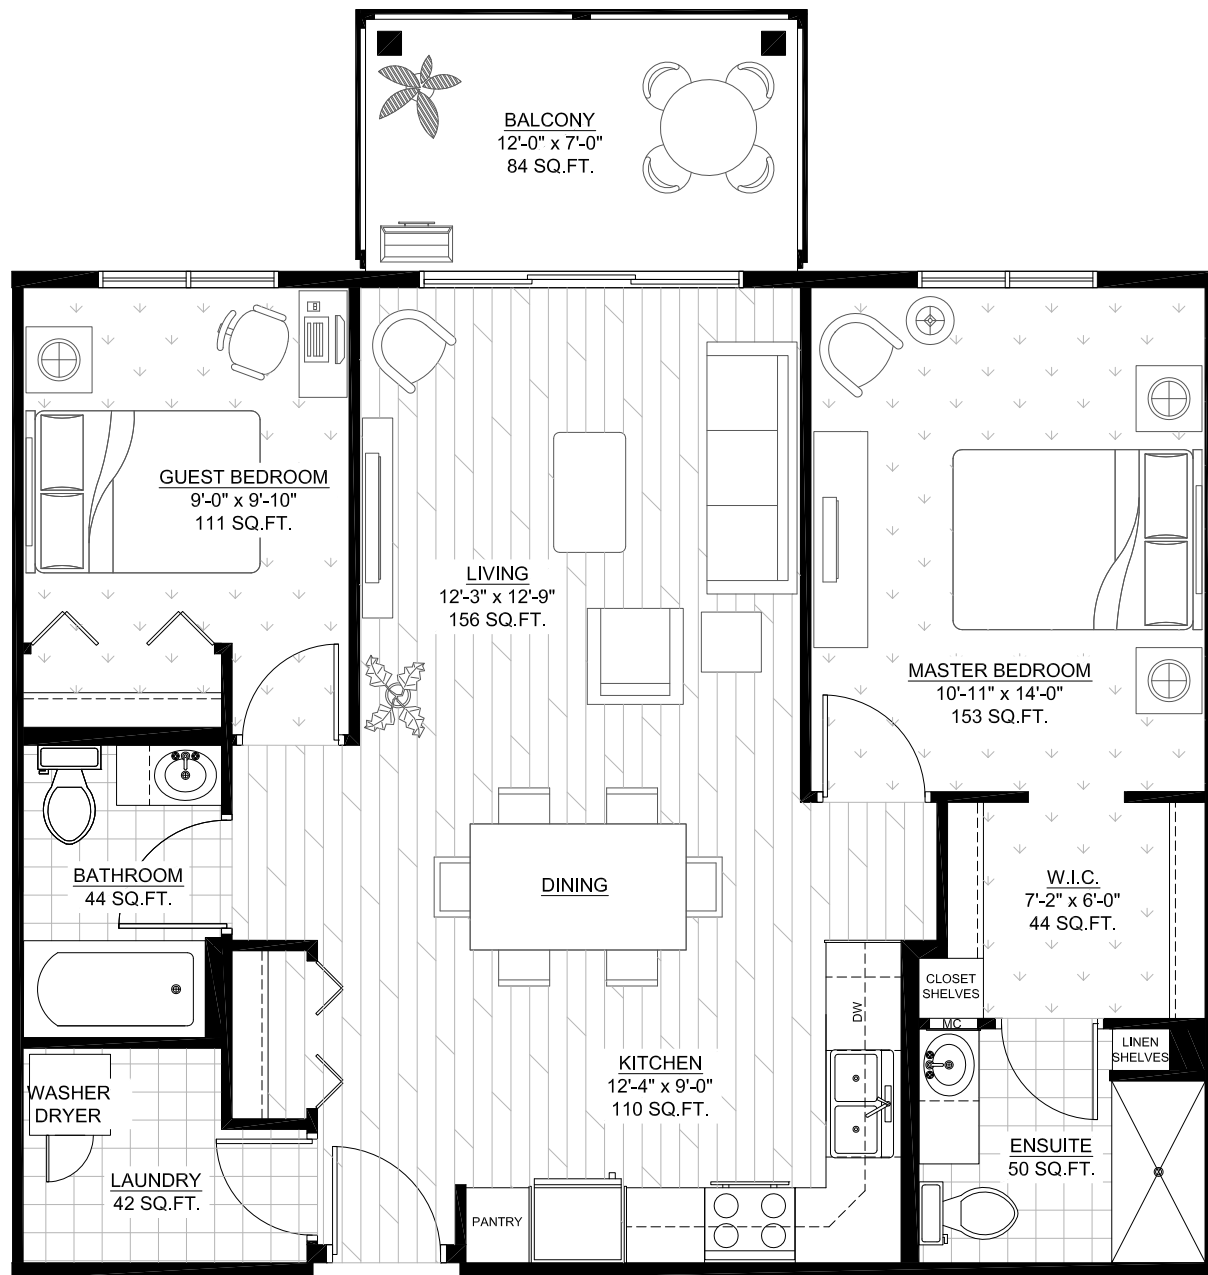 BALCONY
12'-0" x 7'-0"
84 SQ.FT.
GUEST BEDROOM
9'-0" x 9'-10"
111 SQ.FT.
LIVING
12'-3" x 12'-9"
156 SQ.FT.
MASTER BEDROOM
10'-11" x 14'-0"
153 SQ.FT.
BATHROOM
44 SQ.FT.
DINING
W.I.C.
7'-2" x 6'-0"
44 SQ.FT.
CLOSET
SHELVES
DW
MC
LINEN
SHELVES
KITCHEN
12'-4" x 9'-0"
110 SQ.FT.
WASHER
DRYER
ENSUITE
50 SQ.FT.
LAUNDRY
42 SQ.FT.
PANTRY